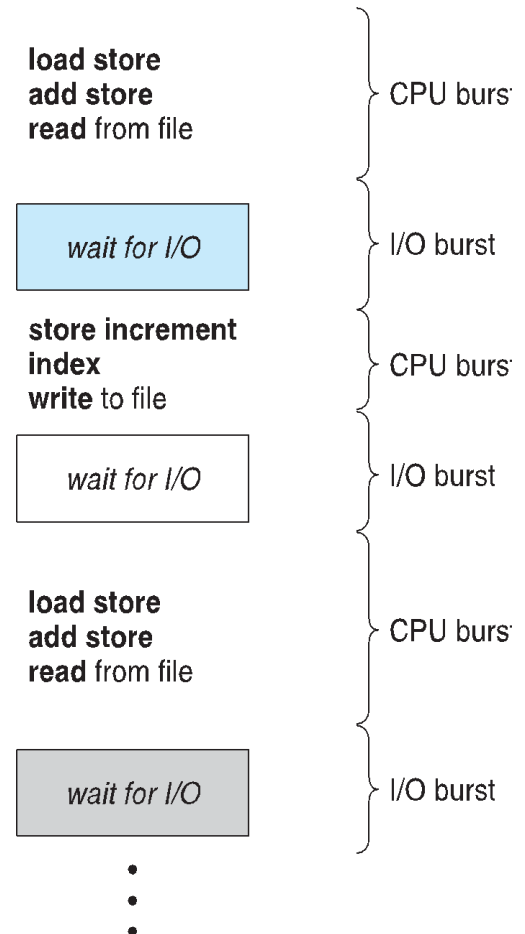 load store
add store
read from file
CPU burst
wait for I/O
I/O burst
store increment
index
write to file
CPU burst
wait for I/O
I/O burst
load store
add store
read from file
CPU burst
wait for I/O
I/O burst